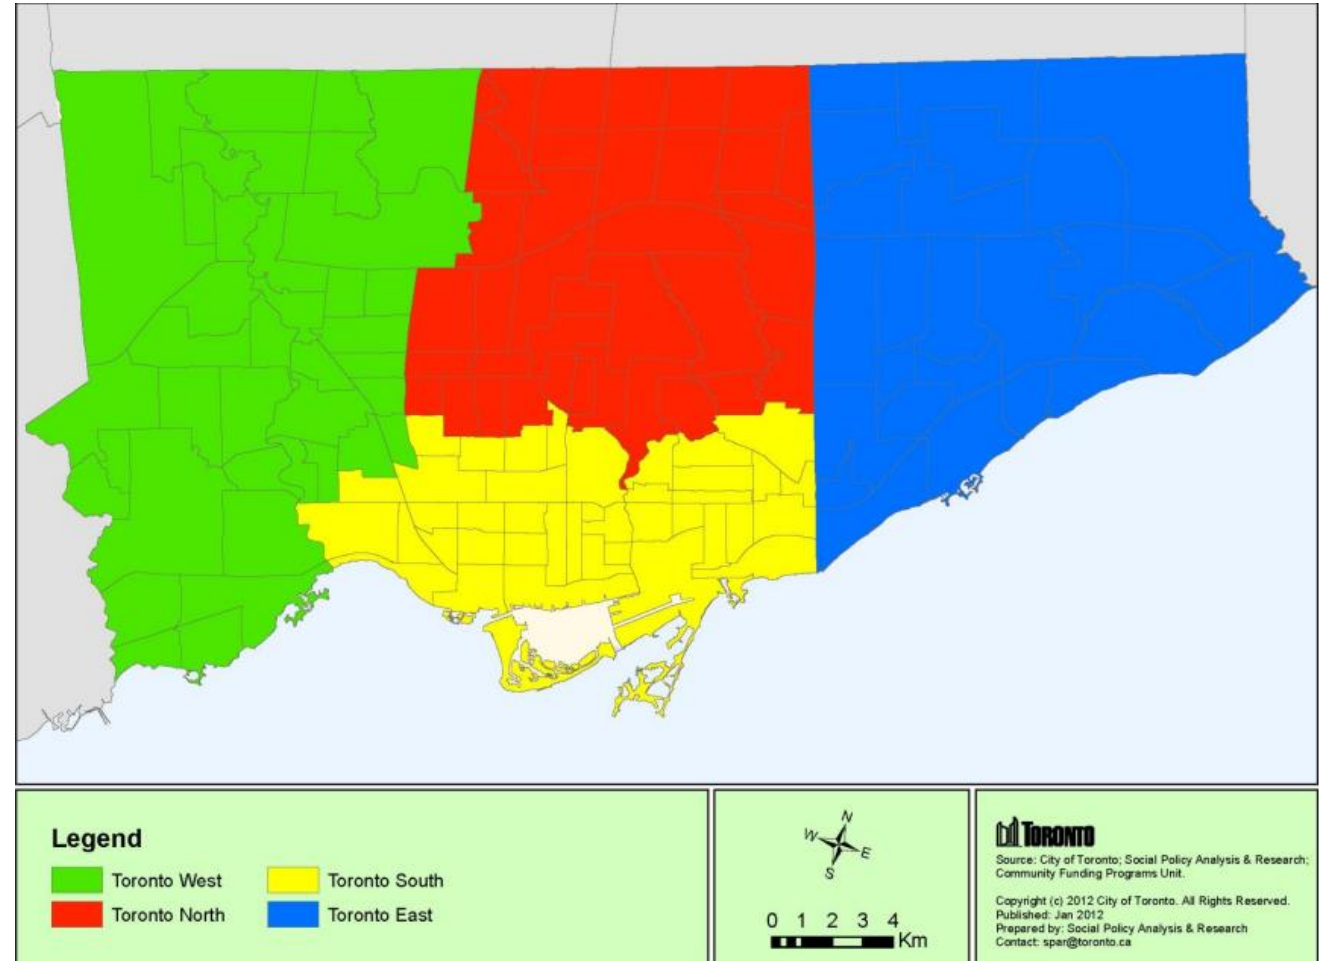 Legend
Toronto West
Toronto South
Toronto North
Toronto East
N
W
E
S
0 1 2 3 4
Km
TORONTO
Source: City of Toronto; Social Policy Analysis & Research;
Community Funding Programs Unit.
Copyright (c) 2012 City of Toronto. All Rights Reserved.
Published: Jan 2012
Prepared by: Social Policy Analysis & Research
Contact: spar@toronto.ca